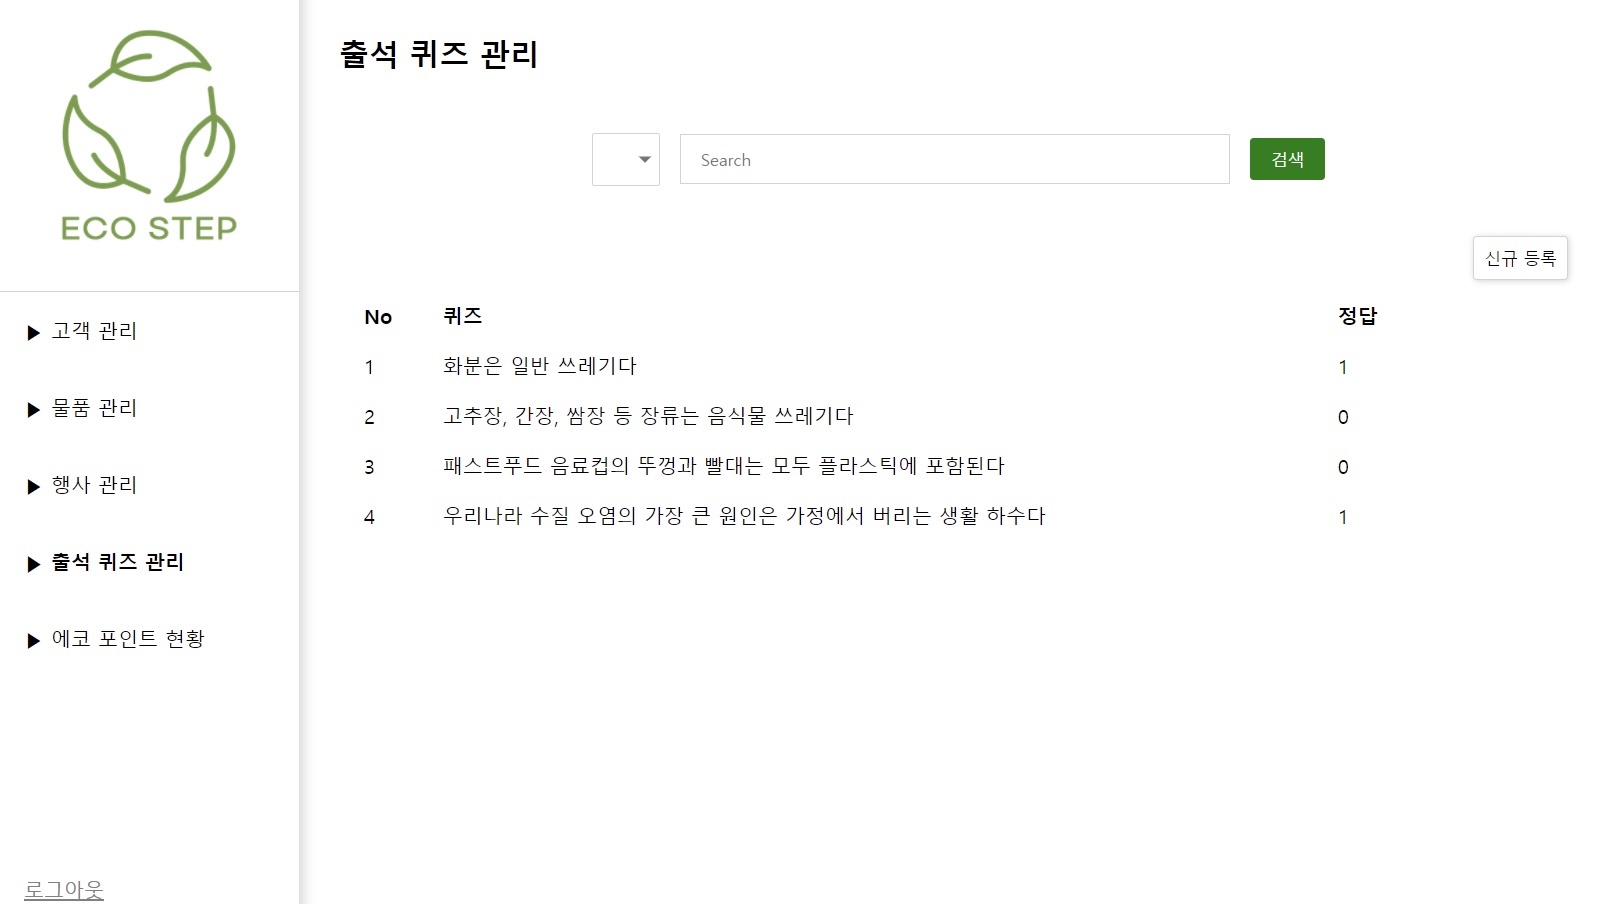 ECO STEP
▶ 고객 관리
▶ 물품 관리
▶ 행사 관리
▶ 출석 퀴즈 관리
▶ 에코 포인트 현황
로그아웃
출석 퀴즈 관리
Search 검색
신규 등록
No 퀴즈 정답
1 화분은 일반 쓰레기다 1
2 고추장, 간장, 쌈장 등 장류는 음식물 쓰레기다 0
3 패스트푸드 음료컵의 뚜껑과 빨대는 모두 플라스틱에 포함된다 0
4 우리나라 수질 오염의 가장 큰 원인은 가정에서 버리는 생활 하수다 1